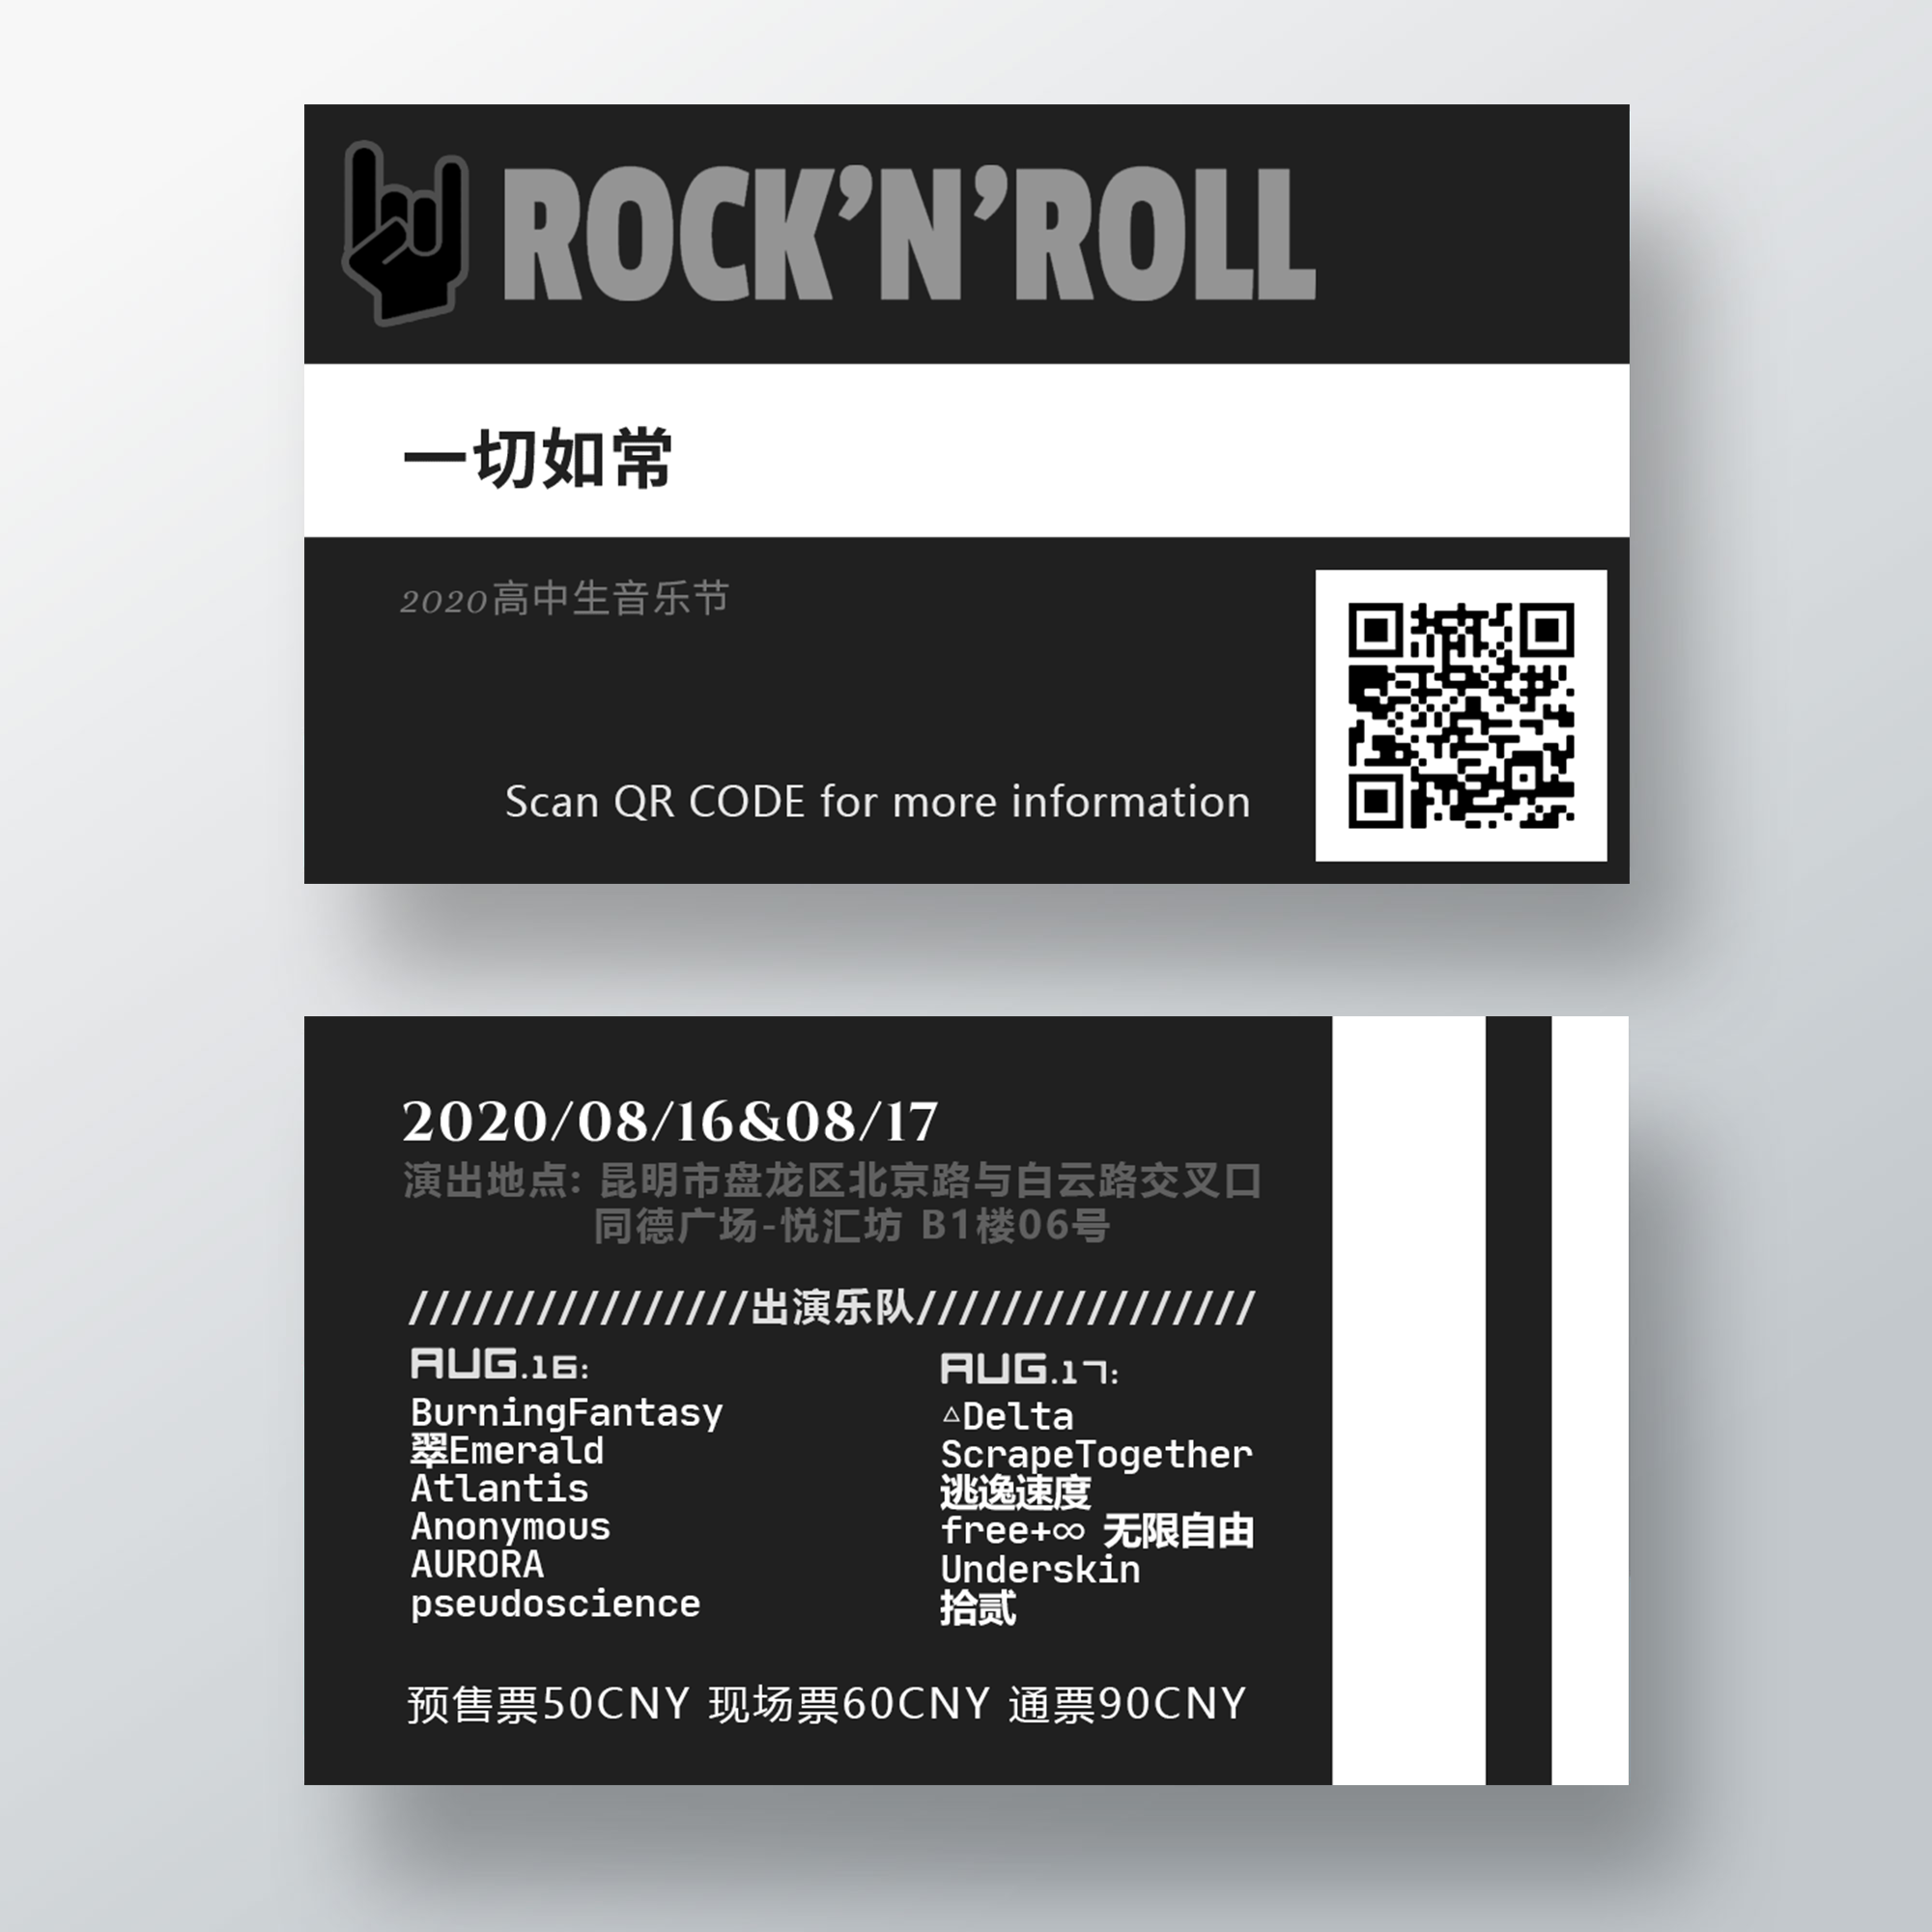 ROCK’N’ROLL
一切如常
2020高中生音乐节
Scan QR CODE for more information
2020/08/16&08/17
演出地点: 昆明市盘龙区北京路与白云路交叉口
同德广场-悦汇坊 B1楼06号
////////////////出演乐队////////////////
AUG.16:
BurningFantasy
翠Emerald
Atlantis
Anonymous
AURORA
pseudoscience
AUG.17:
△Delta
ScrapeTogether
逃逸速度
free+∞ 无限自由
Underskin
拾贰
预售票50CNY 现场票60CNY 通票90CNY